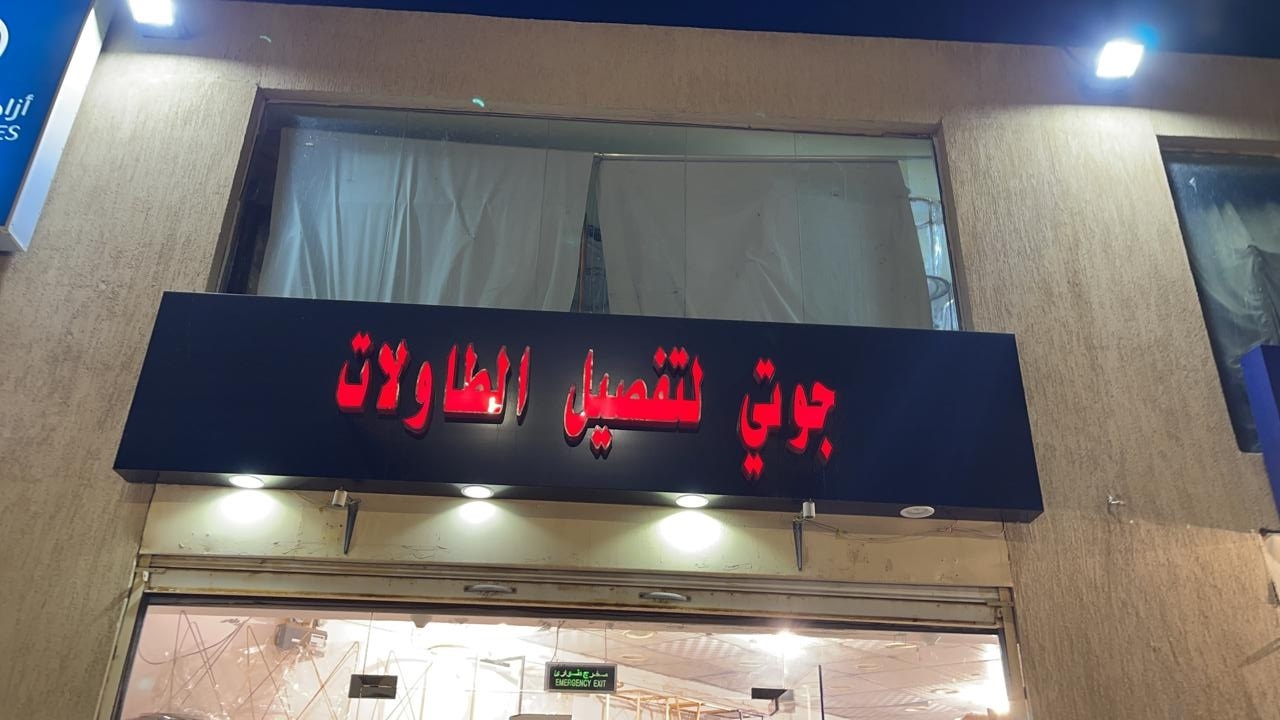 جوتي لتفصيل الطاولات
مخرج طوارئ
EMERGENCY EXIT